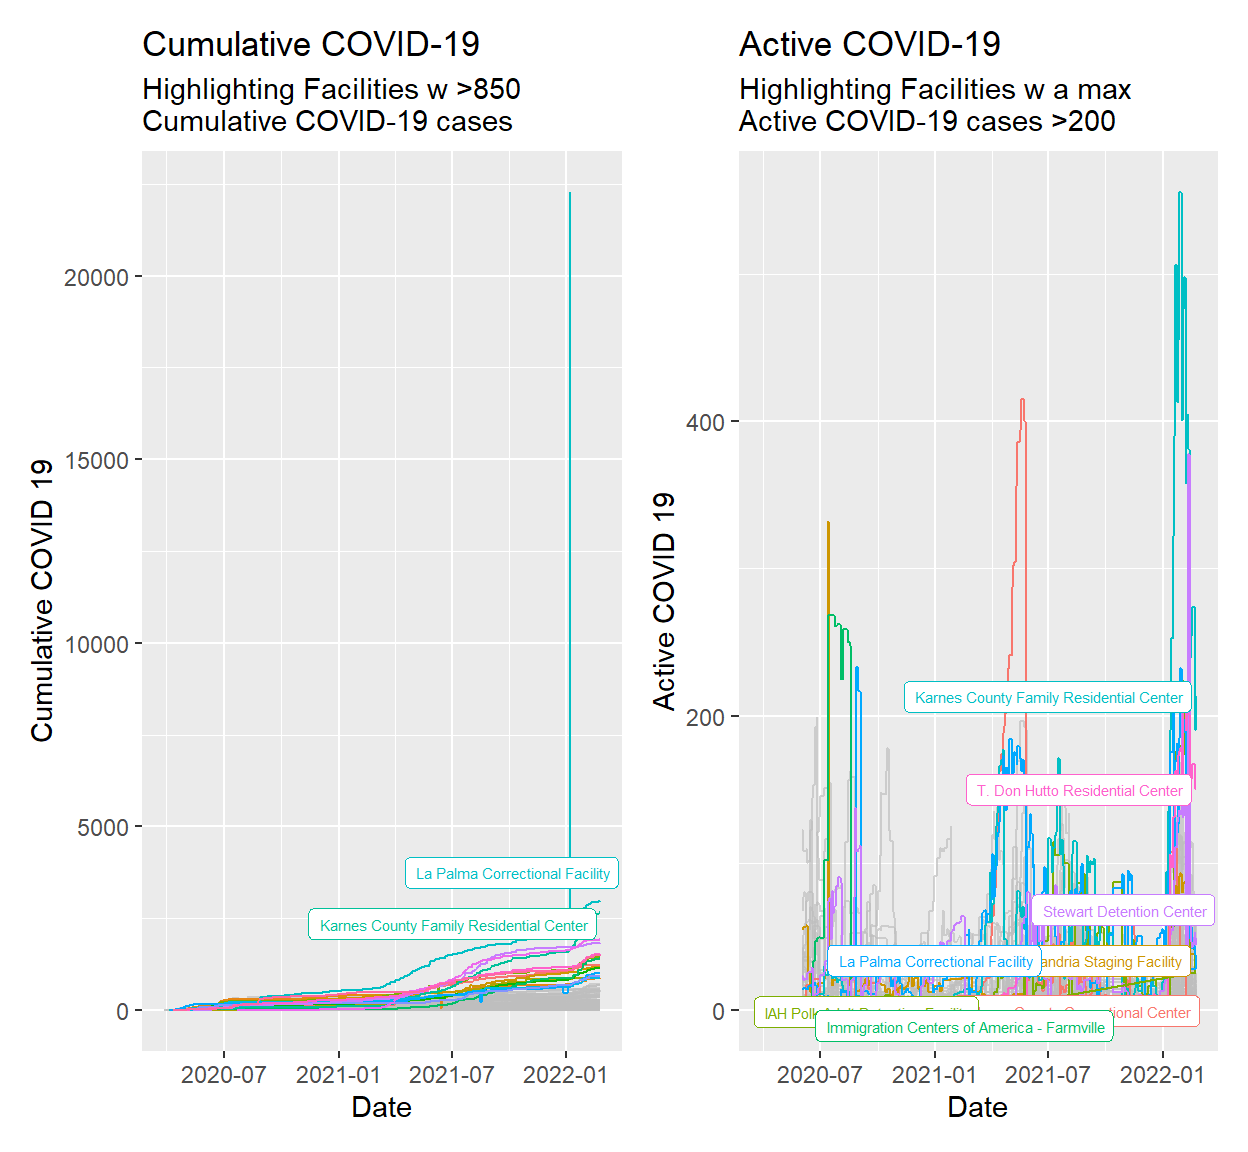 Cumulative COVID-19
Highlighting Facilities w >850
Cumulative COVID-19 cases
Cumulative COVID 19
20000
15000
10000
5000
0
La Palma Correctional Facility
Karnes County Family Residential Center
2020-07 2021-01 2021-07 2022-01
Date
Active COVID-19
Highlighting Facilities w a max
Active COVID-19 cases >200
Active COVID 19
400
200
0
Karnes County Family Residential Center
T. Don Hutto Residential Center
Stewart Detention Center
La Palma Correctional Facility
Staging Facility
IAH
Center
Immigration Centers of America - Farmville
2020-07 2021-01 2021-07 2022-01
Date